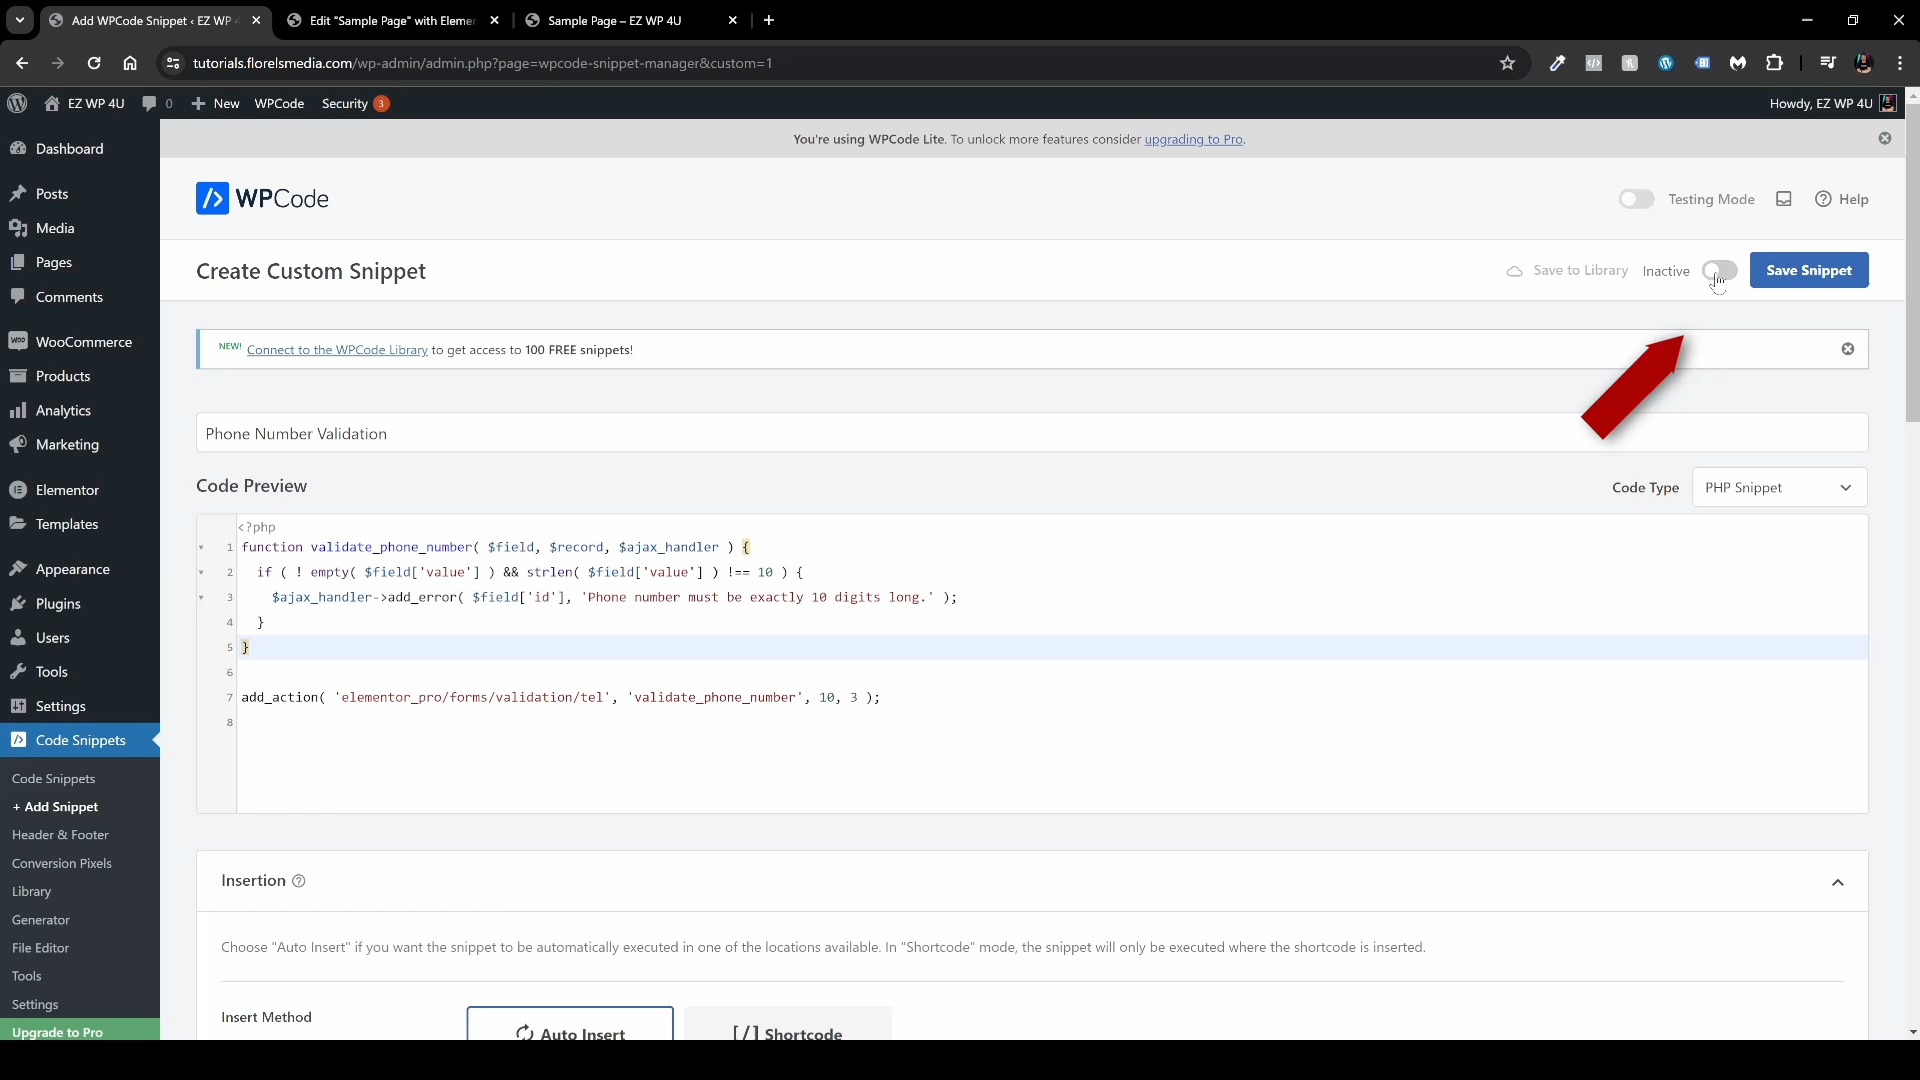 Add WPCode Snippet ‹ EZ WP 4
Edit "Sample Page" with Elemen
Sample Page – EZ WP 4U
tutorials.florelsmedia.com/wp-admin/admin.php?page=wpcode-snippet-manager&custom=1
EZ WP 4U
0
New
WPCode
Security 3
Howdy, EZ WP 4U
You're using WPCode Lite. To unlock more features consider upgrading to Pro.
WPCode
Testing Mode
Help
Create Custom Snippet
Save to Library
Inactive
Save Snippet
NEW! Connect to the WPCode Library to get access to 100 FREE snippets!
Phone Number Validation
Code Preview
Code Type
PHP Snippet
<?php
1 function validate_phone_number( $field, $record, $ajax_handler ) {
2 if ( ! empty( $field['value'] ) && strlen( $field['value'] ) !== 10 ) {
3 $ajax_handler->add_error( $field['id'], 'Phone number must be exactly 10 digits long.' );
4 }
5 }
6
7 add_action( 'elementor_pro/forms/validation/tel', 'validate_phone_number', 10, 3 );
8
Insertion
Choose "Auto Insert" if you want the snippet to be automatically executed in one of the locations available. In "Shortcode" mode, the snippet will only be executed where the shortcode is inserted.
Insert Method
Auto Insert
[/] Shortcode
Dashboard
Posts
Media
Pages
Comments
WooCommerce
Products
Analytics
Marketing
Elementor
Templates
Appearance
Plugins
Users
Tools
Settings
Code Snippets
Code Snippets
+ Add Snippet
Header & Footer
Conversion Pixels
Library
Generator
File Editor
Tools
Settings
Upgrade to Pro